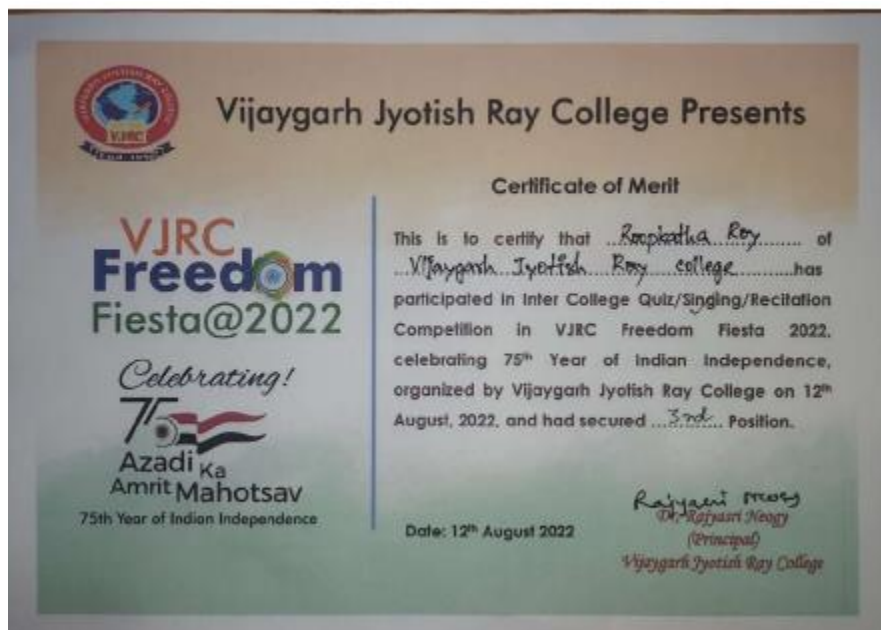 VJRC
Vijaygarh Jyotish Ray College Presents
Certificate of Merit
VJRC
Freedom
Fiesta@2022
Celebrating!
75
Azadi Ka
Amrit Mahotsav
75th Year of Indian Independence
This is to certify that ...Roopkatha Roy....... of
...Vijaygarh Jyotish Roy college............has
participated in Inter College Quiz/Singing/Recitation
Competition in VJRC Freedom Fiesta 2022,
celebrating 75th Year of Indian Independence,
organized by Vijaygarh Jyotish Ray College on 12th
August, 2022, and had secured ...3rd.... Position.
Date: 12th August 2022
Rajyasri Neogy
Dr. Rajyasri Neogy
(Principal)
Vijaygarh Jyotish Ray College